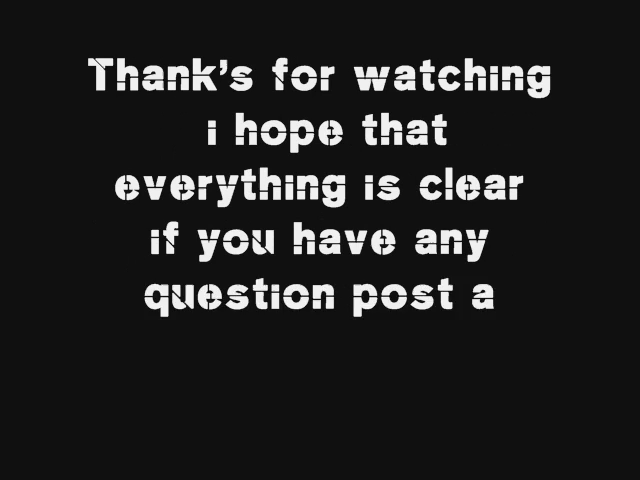 Thank's for watching
i hope that
everything is clear
if you have any
question post a